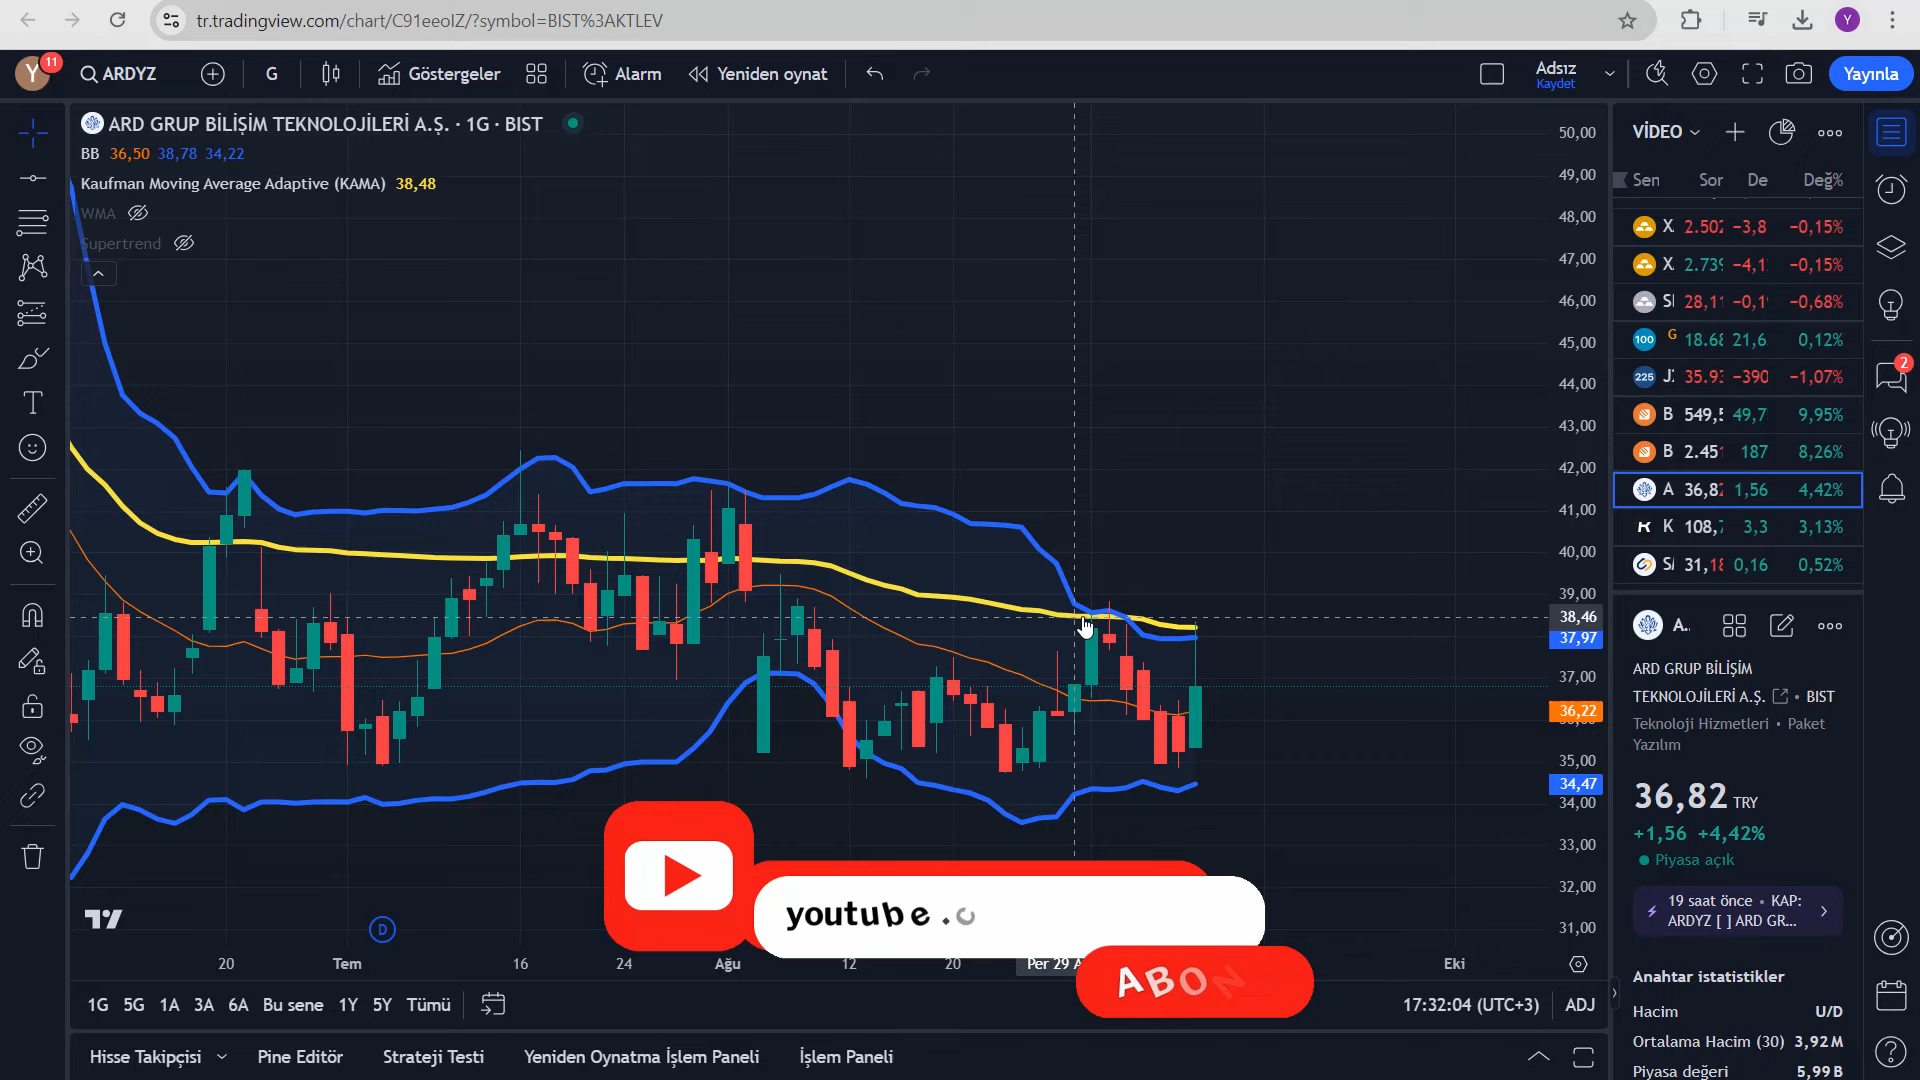 tr.tradingview.com/chart/C91eeoIZ/?symbol=BIST%3AKTLEV
Y
Y 11
ARDYZ
G
Göstergeler
Alarm
Yeniden oynat
Adsız
Kaydet
Yayınla
ARD GRUP BİLİŞİM TEKNOLOJİLERİ A.Ş. · 1G · BIST
BB 36,50 38,78 34,22
Kaufman Moving Average Adaptive (KAMA) 38,48
WMA
Supertrend
50,00
49,00
48,00
47,00
46,00
45,00
44,00
43,00
42,00
41,00
40,00
39,00
38,46
37,97
37,00
36,22
35,00
34,47
34,00
33,00
32,00
31,00
D
20 Tem 16 24 Ağu 12 20 Per 29 A Eki
youtube.c
ABON
1G 5G 1A 3A 6A Bu sene 1Y 5Y Tümü
17:32:04 (UTC+3) ADJ
Hisse Takipçisi Pine Editör Strateji Testi Yeniden Oynatma İşlem Paneli İşlem Paneli
VİDEO
Sen Sor De Değ%
X 2.502 −3,8 −0,15%
X 2.739 −4,1 −0,15%
SI 28,11 −0,1 −0,68%
100 G 18.68 21,6 0,12%
225 J 35.93 −390 −1,07%
B 549,5 49,7 9,95%
B 2.451 187 8,26%
A 36,82 1,56 4,42%
K 108,7 3,3 3,13%
S 31,18 0,16 0,52%
A..
ARD GRUP BİLİŞİM
TEKNOLOJİLERİ A.Ş. • BIST
Teknoloji Hizmetleri • Paket
Yazılım
36,82 TRY
+1,56 +4,42%
Piyasa açık
19 saat önce • KAP:
ARDYZ [ ] ARD GR...
Anahtar istatistikler
Hacim U/D
Ortalama Hacim (30) 3,92M
Piyasa değeri 5,99B
2